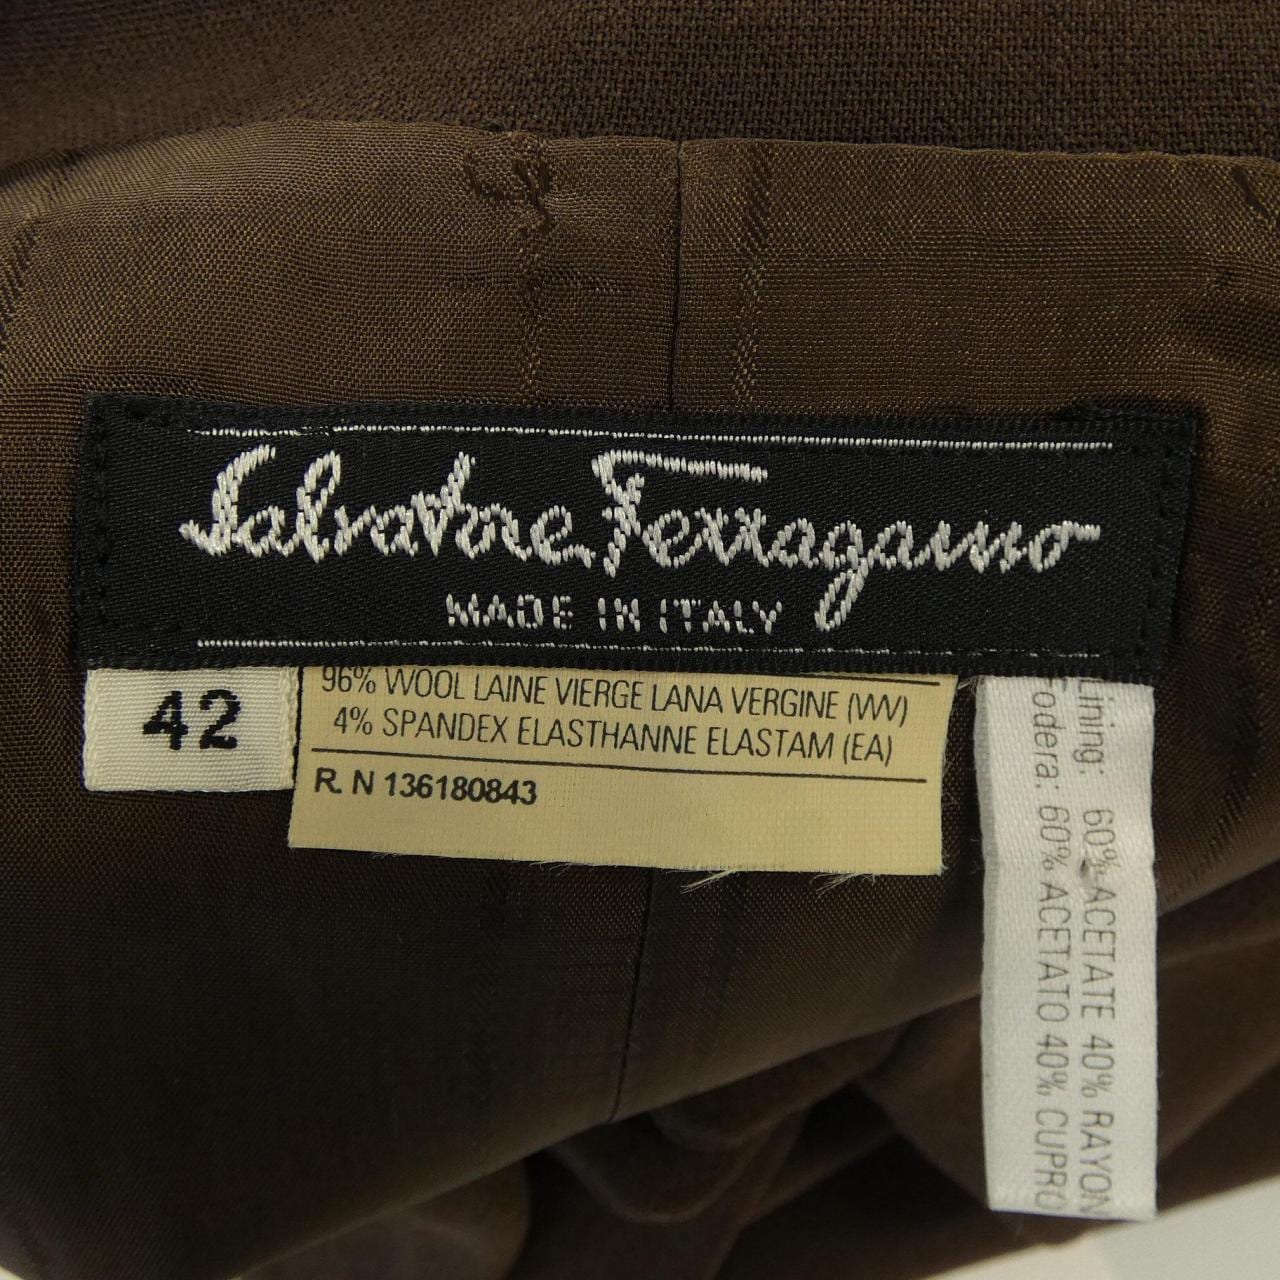 Salvatore Ferragamo
MADE IN ITALY
42
96% WOOL LAINE VIERGE LANA VERGINE (WV)
4% SPANDEX ELASTHANNE ELASTAM (EA)
R. N 136180843
Lining: 60% ACETATE 40% RAYON
Fodera: 60% ACETATO 40% CUPRO